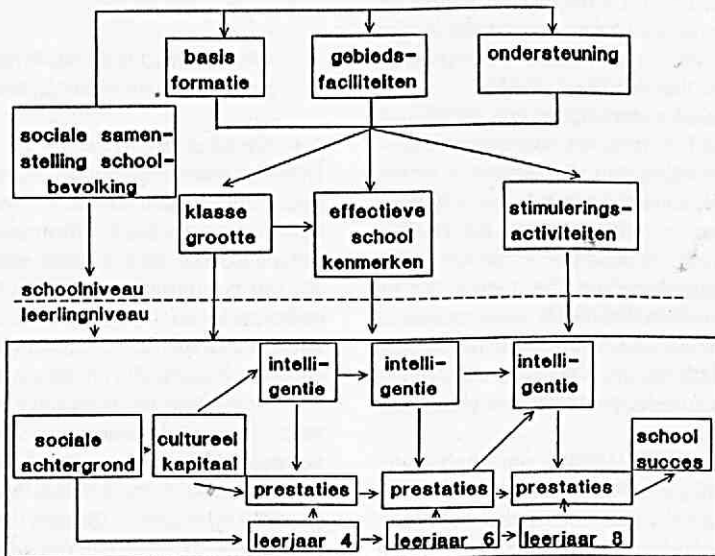 basis
formatie
gebieds-
faciliteiten
ondersteuning
sociale samen-
stelling school-
bevolking
klasse
grootte
effectieve
school
kenmerken
stimulerings-
activiteiten
schoolniveau
leerlingniveau
intelli-
gentie
intelli-
gentie
intelli-
gentie
sociale
achtergrond
cultureel
kapitaal
school
succes
prestaties
prestaties
prestaties
leerjaar 4
leerjaar 6
leerjaar 8